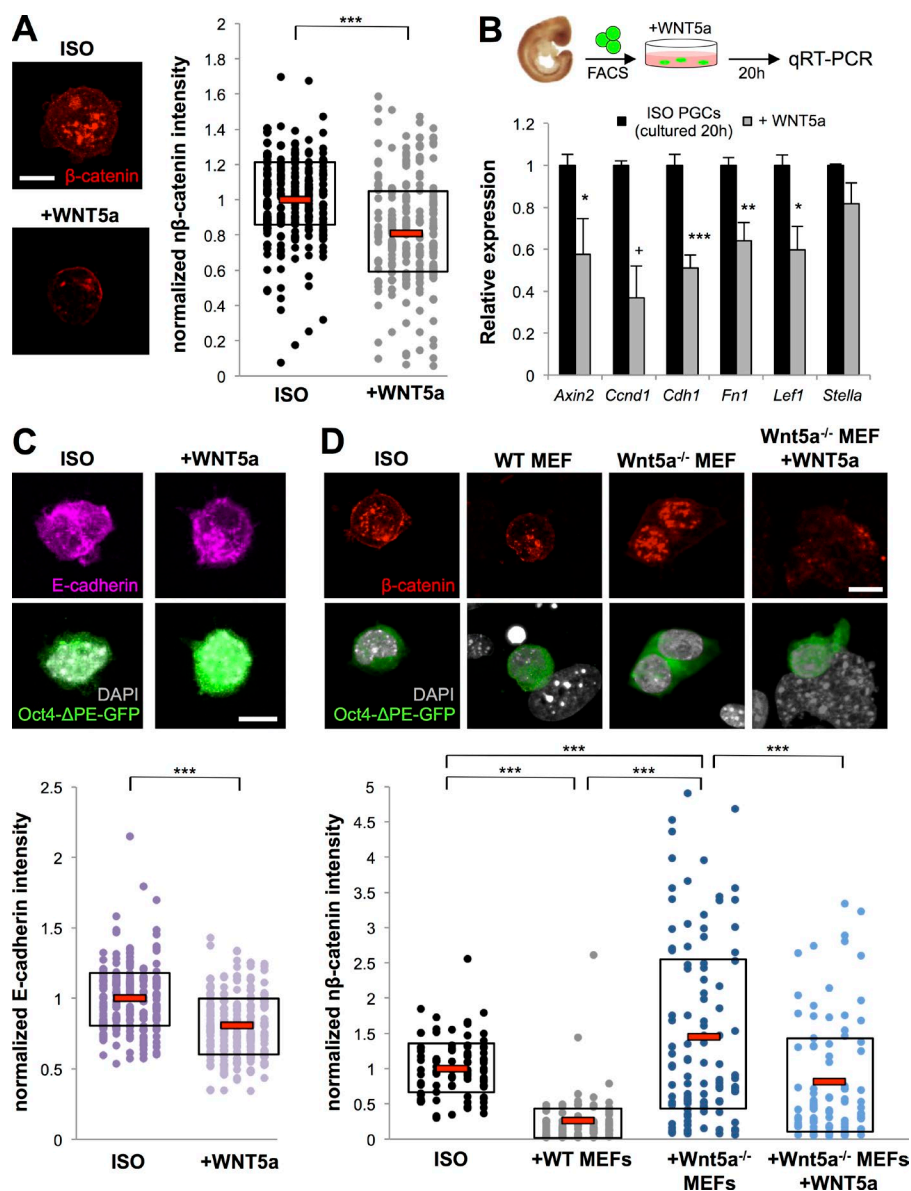 A
ISO
β-catenin
+WNT5a
normalized nβ-catenin intensity
2
1.8
1.6
1.4
1.2
1
0.8
0.6
0.4
0.2
0
***
ISO
+WNT5a
B
FACS
+WNT5a
20h
qRT-PCR
ISO PGCs
(cultured 20h)
+ WNT5a
Relative expression
1.2
1
0.8
0.6
0.4
0.2
0
*
+
***
**
*
Axin2
Ccnd1
Cdh1
Fn1
Lef1
Stella
C
ISO
+WNT5a
E-cadherin
DAPI
Oct4-ΔPE-GFP
normalized E-cadherin intensity
2.5
2
1.5
1
0.5
0
***
ISO
+WNT5a
D
ISO
WT MEF
Wnt5a-/- MEF
Wnt5a-/- MEF
+WNT5a
β-catenin
DAPI
Oct4-ΔPE-GFP
normalized nβ-catenin intensity
5
4.5
4
3.5
3
2.5
2
1.5
1
0.5
0
***
***
***
***
ISO
+WT MEFs
+Wnt5a-/-
MEFs
+Wnt5a-/- MEFs
+WNT5a